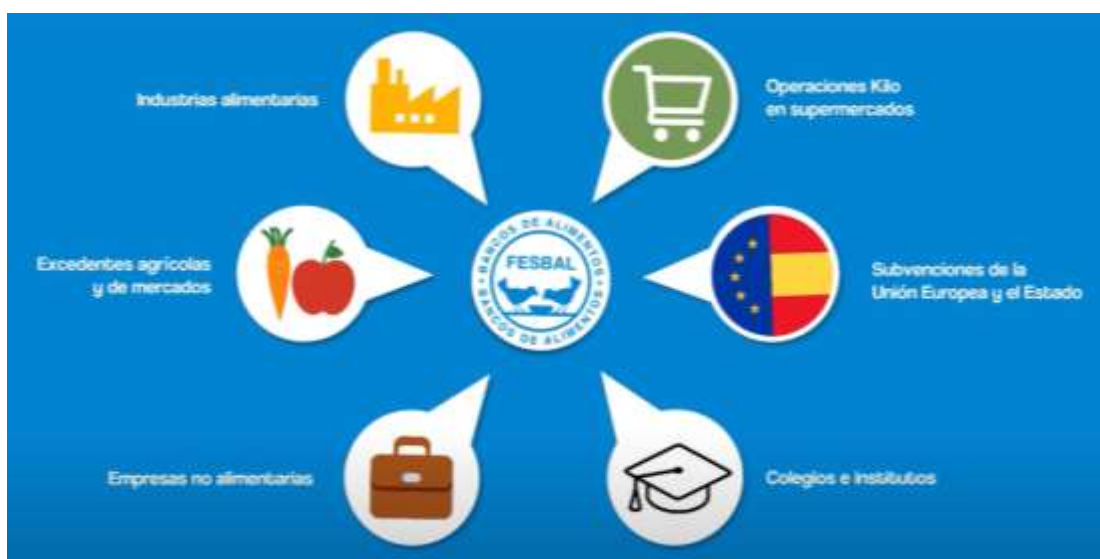 Industrias alimentarias
Operaciones Kilo
en supermercados
Excedentes agrícolas
y de mercados
BANCOS DE ALIMENTOS
FESBAL
BANCOS DE ALIMENTOS
Subvenciones de la
Unión Europea y el Estado
Empresas no alimentarias
Colegios e Institutos